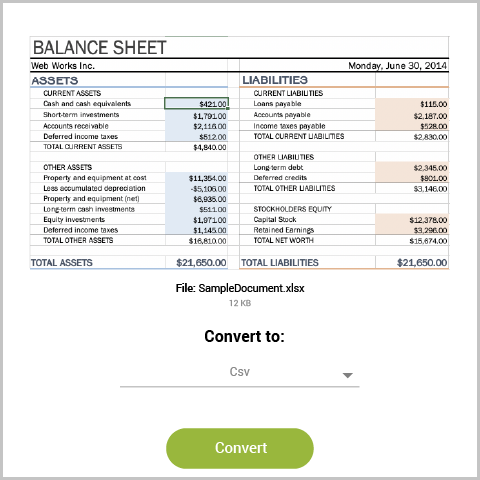 BALANCE SHEET
Web Works Inc. Monday, June 30, 2014
ASSETS LIABILITIES
CURRENT ASSETS CURRENT LIABILITIES
Cash and cash equivalents $421.00 Loans payable $115.00
Short-term investments $1,791.00 Accounts payable $2,187.00
Accounts receivable $2,116.00 Income taxes payable $528.00
Deferred income taxes $512.00 TOTAL CURRENT LIABILITIES $2,830.00
TOTAL CURRENT ASSETS $4,840.00
OTHER LIABILITIES
OTHER ASSETS Long-term debt $2,345.00
Property and equipment at cost $11,354.00 Deferred credits $801.00
Less accumulated depreciation -$5,106.00 TOTAL OTHER LIABILITIES $3,146.00
Property and equipment (net) $6,935.00
Long-term cash investments $511.00 STOCKHOLDERS EQUITY
Equity investments $1,971.00 Capital Stock $12,378.00
Deferred income taxes $1,145.00 Retained Earnings $3,296.00
TOTAL OTHER ASSETS $16,810.00 TOTAL NET WORTH $15,674.00
TOTAL ASSETS $21,650.00 TOTAL LIABILITIES $21,650.00
File: SampleDocument.xlsx
12 KB
Convert to:
Csv
Convert